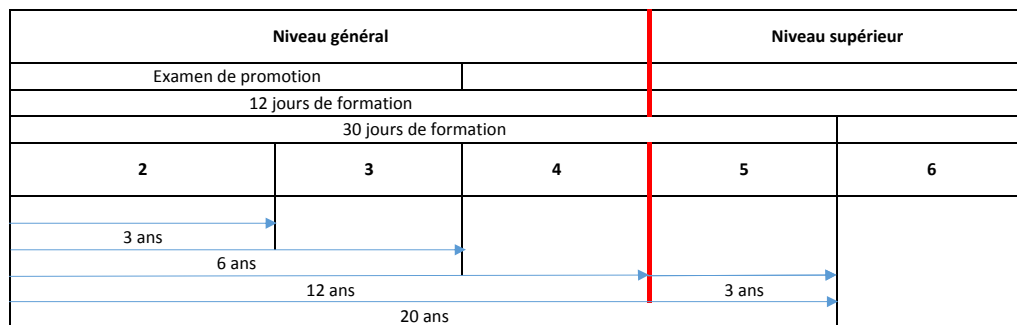 Niveau général Niveau supérieur
Examen de promotion
12 jours de formation
30 jours de formation
2 3 4 5 6
3 ans
6 ans
12 ans 3 ans
20 ans